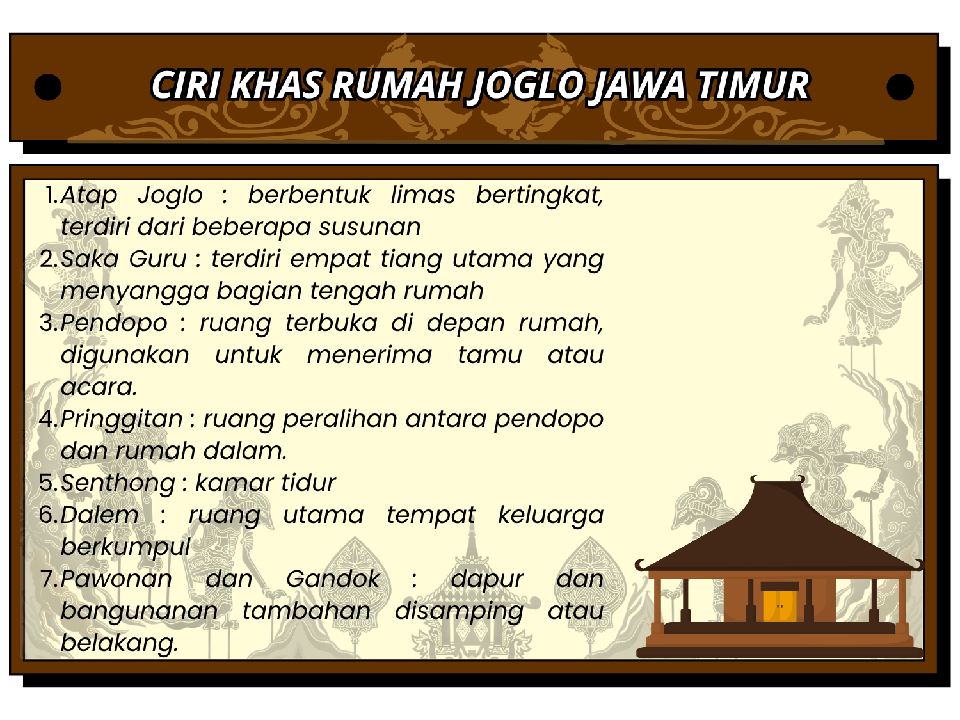 CIRI KHAS RUMAH JOGLO JAWA TIMUR
1.Atap Joglo : berbentuk limas bertingkat,
terdiri dari beberapa susunan
2.Saka Guru : terdiri empat tiang utama yang
menyangga bagian tengah rumah
3.Pendopo : ruang terbuka di depan rumah,
digunakan untuk menerima tamu atau
acara.
4.Pringgitan : ruang peralihan antara pendopo
dan rumah dalam.
5.Senthong : kamar tidur
6.Dalem : ruang utama tempat keluarga
berkumpul
7.Pawonan dan Gandok : dapur dan
bangunanan tambahan disamping atau
belakang.